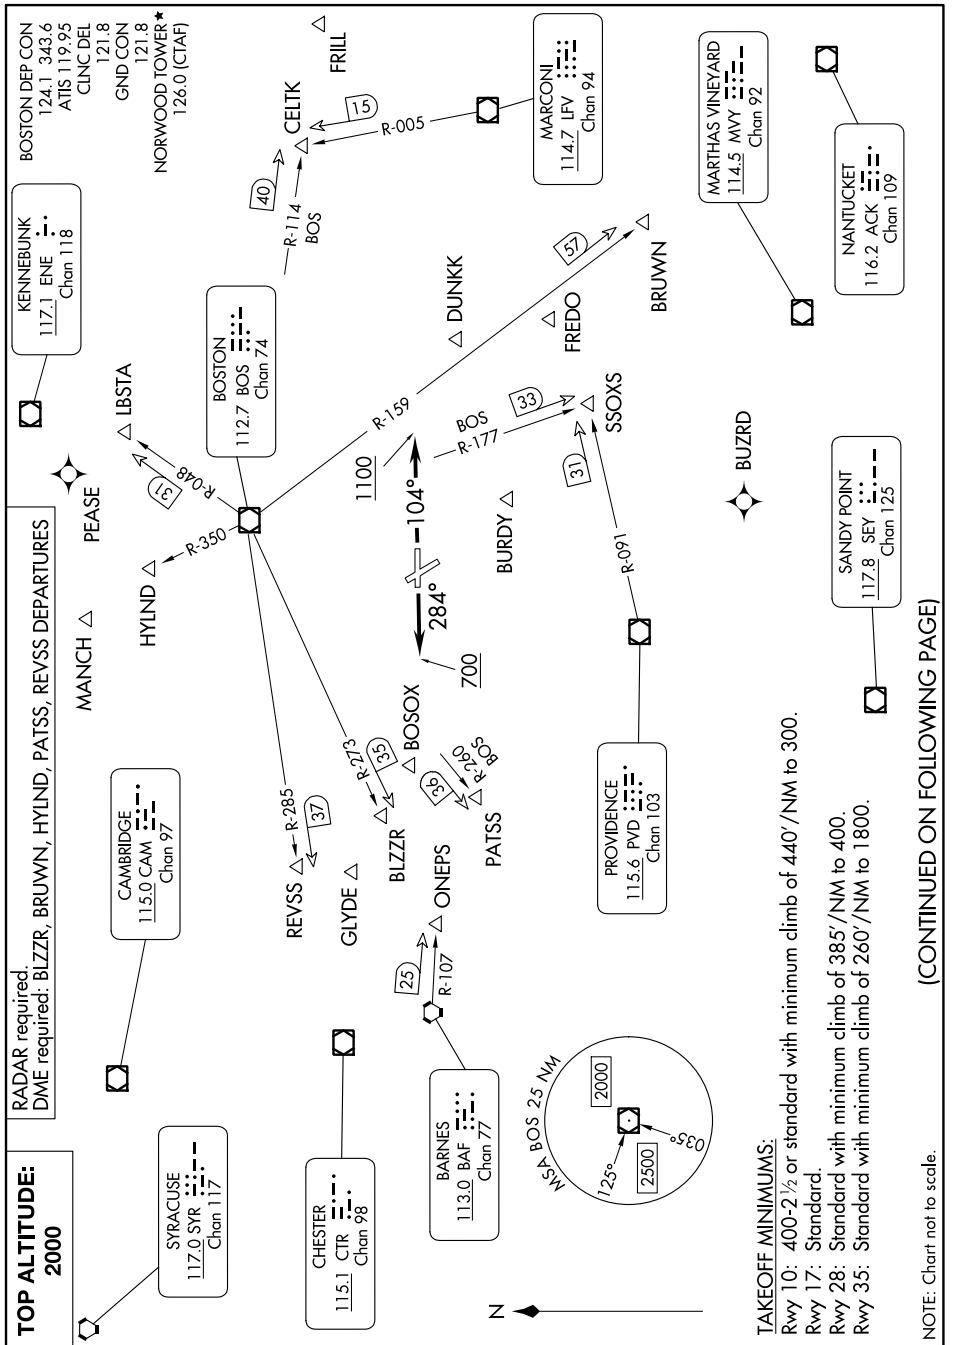 TOP ALTITUDE:
2000
RADAR required.
DME required: BLZZR, BRUWN, HYLND, PATSS, REVSS DEPARTURES
BOSTON DEP CON
124.1 343.6
ATIS 119.95
CLNC DEL
121.8
GND CON
121.8
NORWOOD TOWER★
126.0 (CTAF)
SYRACUSE
117.0 SYR
Chan 117
CAMBRIDGE
115.0 CAM
Chan 97
KENNEBUNK
117.1 ENE
Chan 118
MANCH
PEASE
LBSTA
HYLND
31
R-048
R-350
BOSTON
112.7 BOS
Chan 74
40
R-114
BOS
CELTK
FRILL
15
R-005
MARCONI
114.7 LFV
Chan 94
CHESTER
115.1 CTR
Chan 98
REVSS
R-285
37
GLYDE
BLZZR
R-273
35
BOSOX
36
R-260
BOS
PATSS
BARNES
113.0 BAF
Chan 77
25
R-107
ONEPS
700
284°
104°
1100
R-159
DUNKK
FREDO
57
BRUWN
BOS
R-177
33
SSOXS
BURDY
31
R-091
PROVIDENCE
115.6 PVD
Chan 103
MARTHAS VINEYARD
114.5 MVY
Chan 92
NANTUCKET
116.2 ACK
Chan 109
BUZRD
SANDY POINT
117.8 SEY
Chan 125
N
MSA BOS 25 NM
125°
2000
2500
035°
TAKEOFF MINIMUMS:
Rwy 10: 400-2½ or standard with minimum climb of 440'/NM to 300.
Rwy 17: Standard.
Rwy 28: Standard with minimum climb of 385'/NM to 400.
Rwy 35: Standard with minimum climb of 260'/NM to 1800.
NOTE: Chart not to scale.
(CONTINUED ON FOLLOWING PAGE)